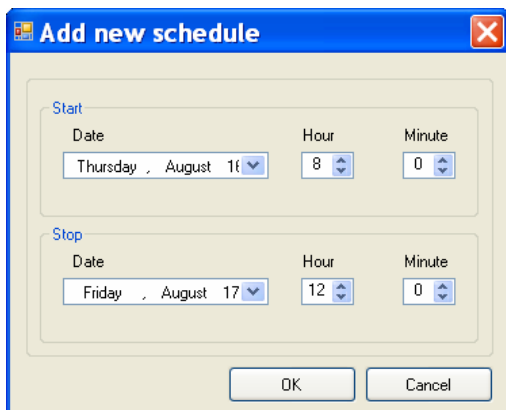 Add new schedule
Start
Date Hour Minute
Thursday , August 8 0
Stop
Date Hour Minute
Friday , August 17 12 0
OK Cancel